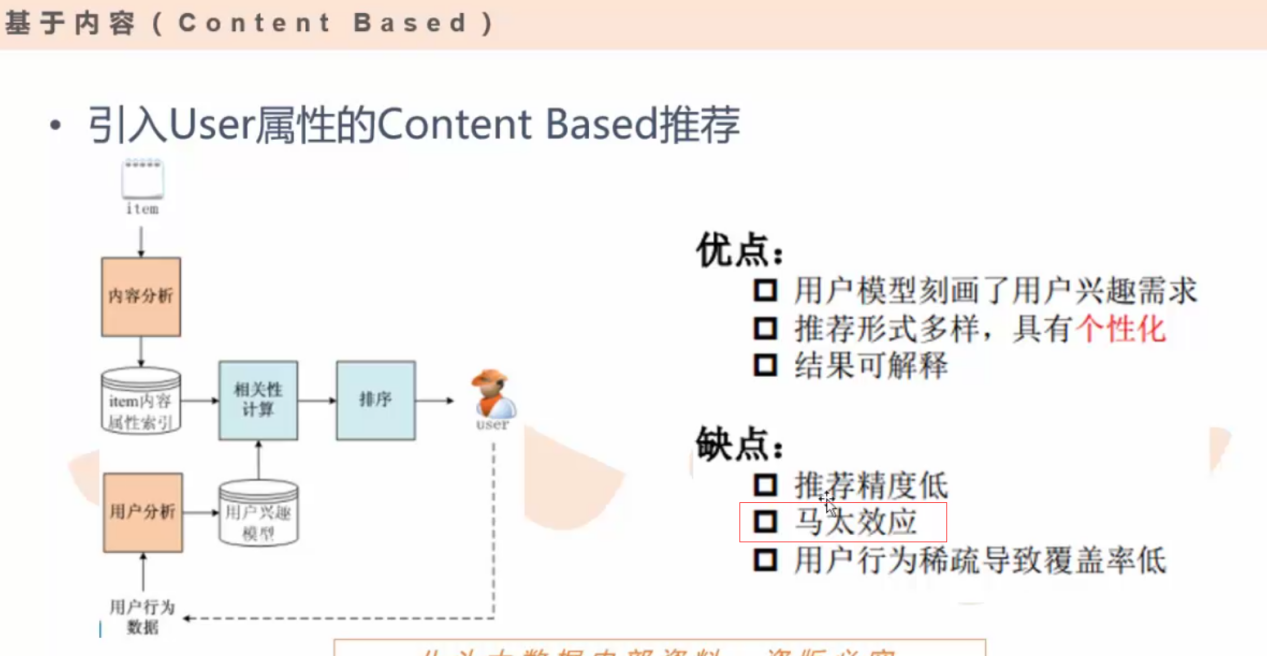 基于内容(Content Based)
• 引入User属性的Content Based推荐
item
内容分析
item内容
属性索引
相关性
计算
排序
user
用户分析
用户兴趣
模型
用户行为
数据
优点:
用户模型刻画了用户兴趣需求
推荐形式多样，具有个性化
结果可解释
缺点:
推荐精度低
马太效应
用户行为稀疏导致覆盖率低